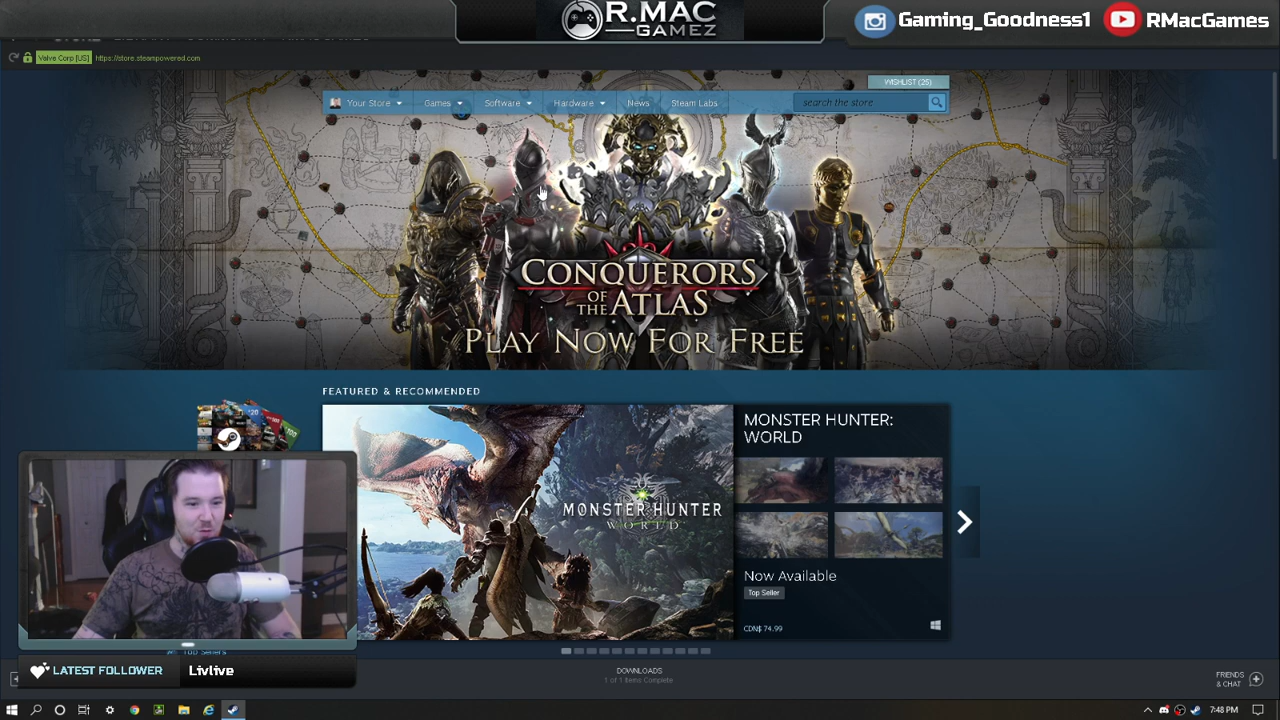 R.MAC
GAMEZ
Gaming_Goodness1
RMacGames
Valve Corp [US]
https://store.steampowered.com
WISHLIST (25)
Your Store
Games
Software
Hardware
News
Steam Labs
search the store
CONQUERORS
OF THE ATLAS
PLAY NOW FOR FREE
FEATURED & RECOMMENDED
MONSTER HUNTER
WORLD
MONSTER HUNTER:
WORLD
Now Available
Top Seller
CDN$ 74.99
Top Sellers
LATEST FOLLOWER
Livlive
DOWNLOADS
1 of 1 Items Complete
FRIENDS
& CHAT
7:48 PM